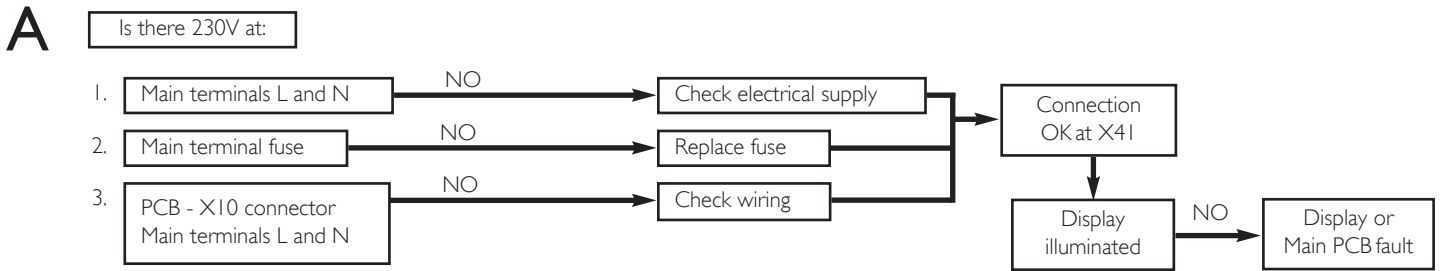 A
Is there 230V at:
1. Main terminals L and N
NO
Check electrical supply
2. Main terminal fuse
NO
Replace fuse
3. PCB - X10 connector
Main terminals L and N
NO
Check wiring
Connection
OK at X41
Display
illuminated
NO
Display or
Main PCB fault